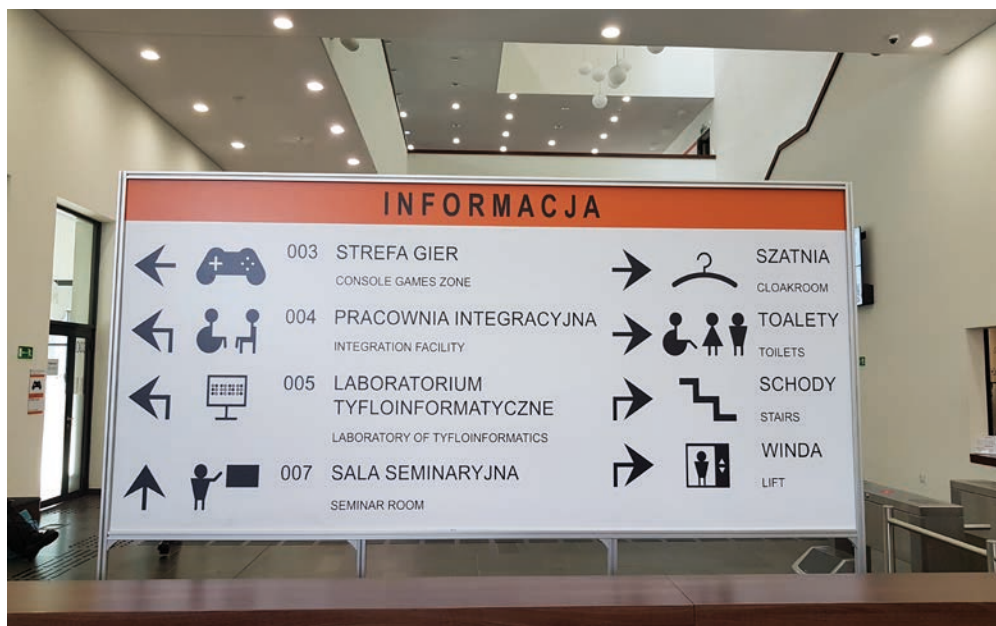 INFORMACJA
003 STREFA GIER
CONSOLE GAMES ZONE
004 PRACOWNIA INTEGRACYJNA
INTEGRATION FACILITY
005 LABORATORIUM
TYFLOINFORMATYCZNE
LABORATORY OF TYFLOINFORMATICS
007 SALA SEMINARYJNA
SEMINAR ROOM
SZATNIA
CLOAKROOM
TOALETY
TOILETS
SCHODY
STAIRS
WINDA
LIFT